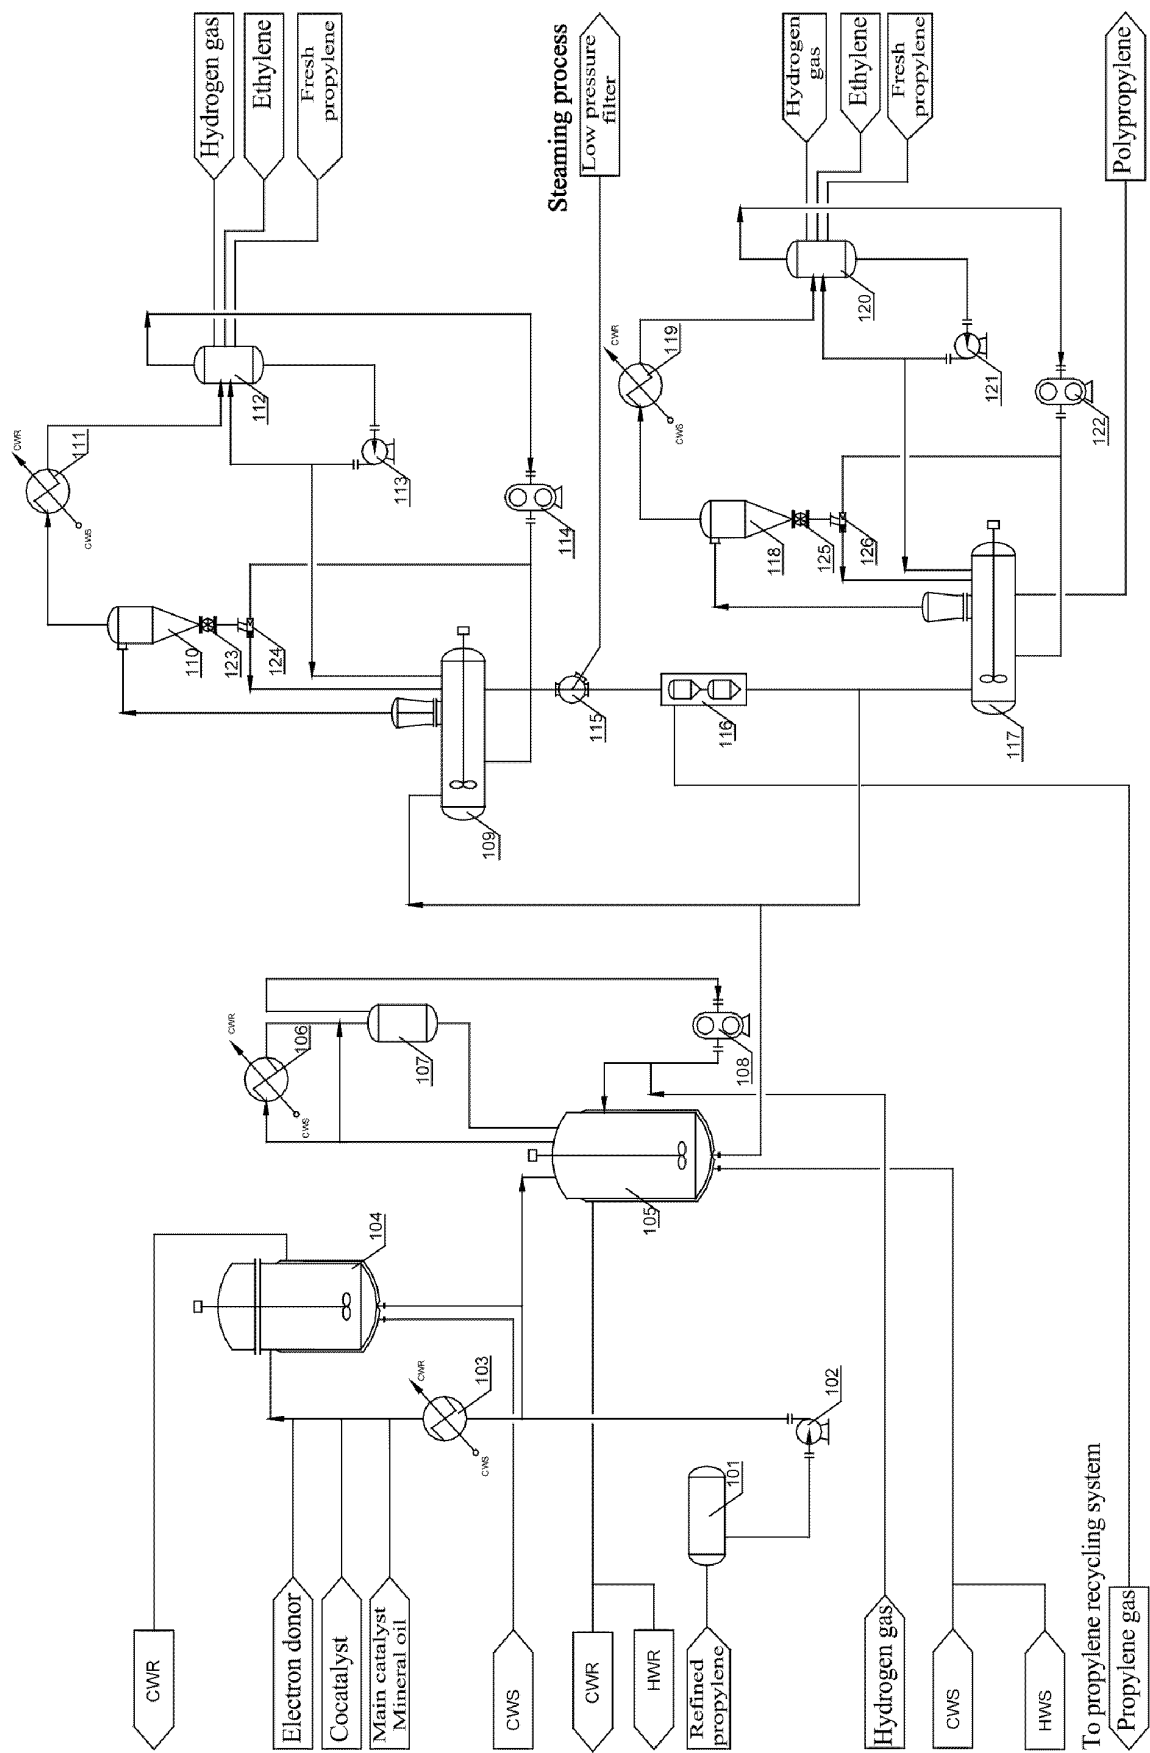 CWR
Electron donor
Cocatalyst
Main catalyst
Mineral oil
CWS
CWR
HWR
Refined
propylene
Hydrogen gas
CWS
HWS
To propylene recycling system
Propylene gas
101
102
103
CWR
CWS
104
105
106
CWR
CWS
107
108
109
110
123
124
111
CWR
CWS
112
113
114
115
116
117
118
125
126
119
CWR
CWS
120
121
122
Hydrogen gas
Ethylene
Fresh
propylene
Steaming process
Low pressure
filter
Hydrogen
gas
Ethylene
Fresh
propylene
Polypropylene